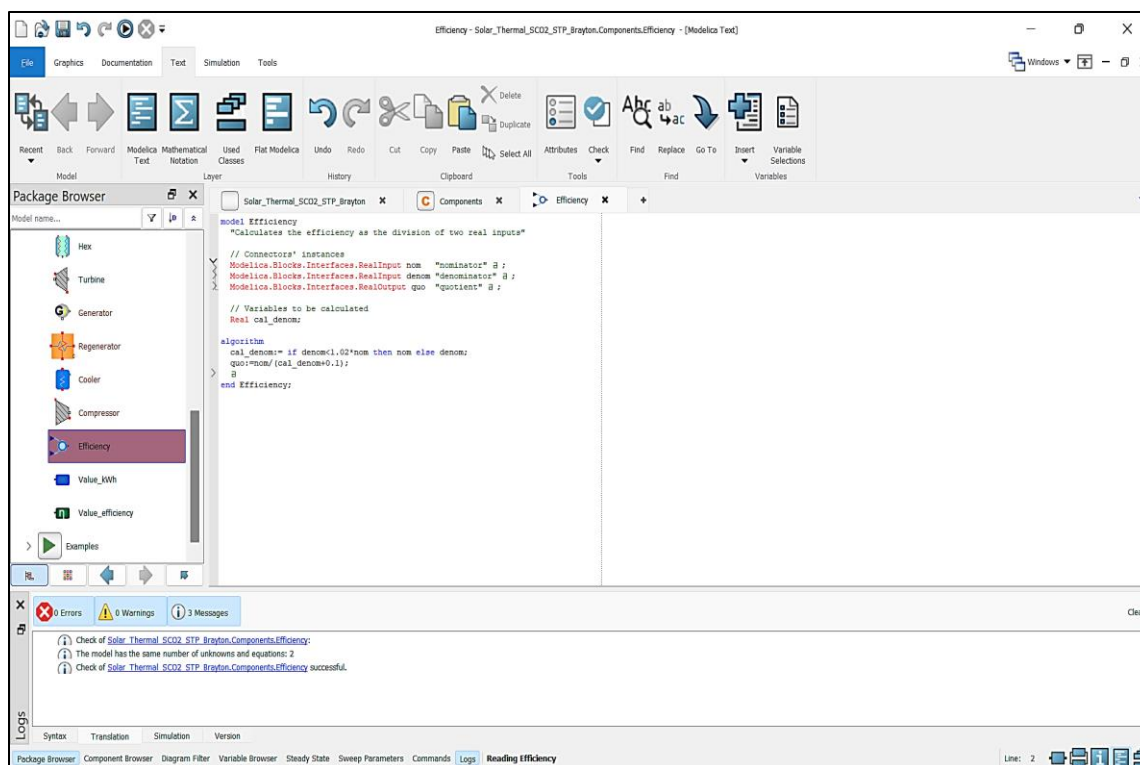 Efficiency - Solar_Thermal_SCO2_STP_Brayton.Components.Efficiency - [Modelica Text]
File Graphics Documentation Text Simulation Tools Windows
Recent Back Forward Modelica Text Mathematical Notation Used Classes Flat Modelica Undo Redo Cut Copy Paste Delete Duplicate Select All Attributes Check Find Replace Go To Insert Variable Selections
Model Layer History Clipboard Tools Find Variables
Package Browser
Solar_Thermal_SCO2_STP_Brayton C Components Efficiency +
Model name...
Hex
Turbine
G Generator
Regenerator
Cooler
Compressor
Efficiency
Value_kWh
η Value_efficiency
Examples
model Efficiency
"Calculates the efficiency as the division of two real inputs"
// Connectors' instances
Modelica.Blocks.Interfaces.RealInput nom "nominator" a ;
Modelica.Blocks.Interfaces.RealInput denom "denominator" a ;
Modelica.Blocks.Interfaces.RealOutput quo "quotient" a ;
// Variables to be calculated
Real cal_denom;
algorithm
cal_denom:= if denom<1.02*nom then nom else denom;
quo:=nom/(cal_denom+0.1);
a
end Efficiency;
0 Errors 0 Warnings 3 Messages
Check of Solar_Thermal_SCO2_STP_Brayton.Components.Efficiency:
The model has the same number of unknowns and equations: 2
Check of Solar_Thermal_SCO2_STP_Brayton.Components.Efficiency successful.
Logs
Syntax Translation Simulation Version
Package Browser Component Browser Diagram Filter Variable Browser Steady State Sweep Parameters Commands Logs Reading Efficiency Line: 2